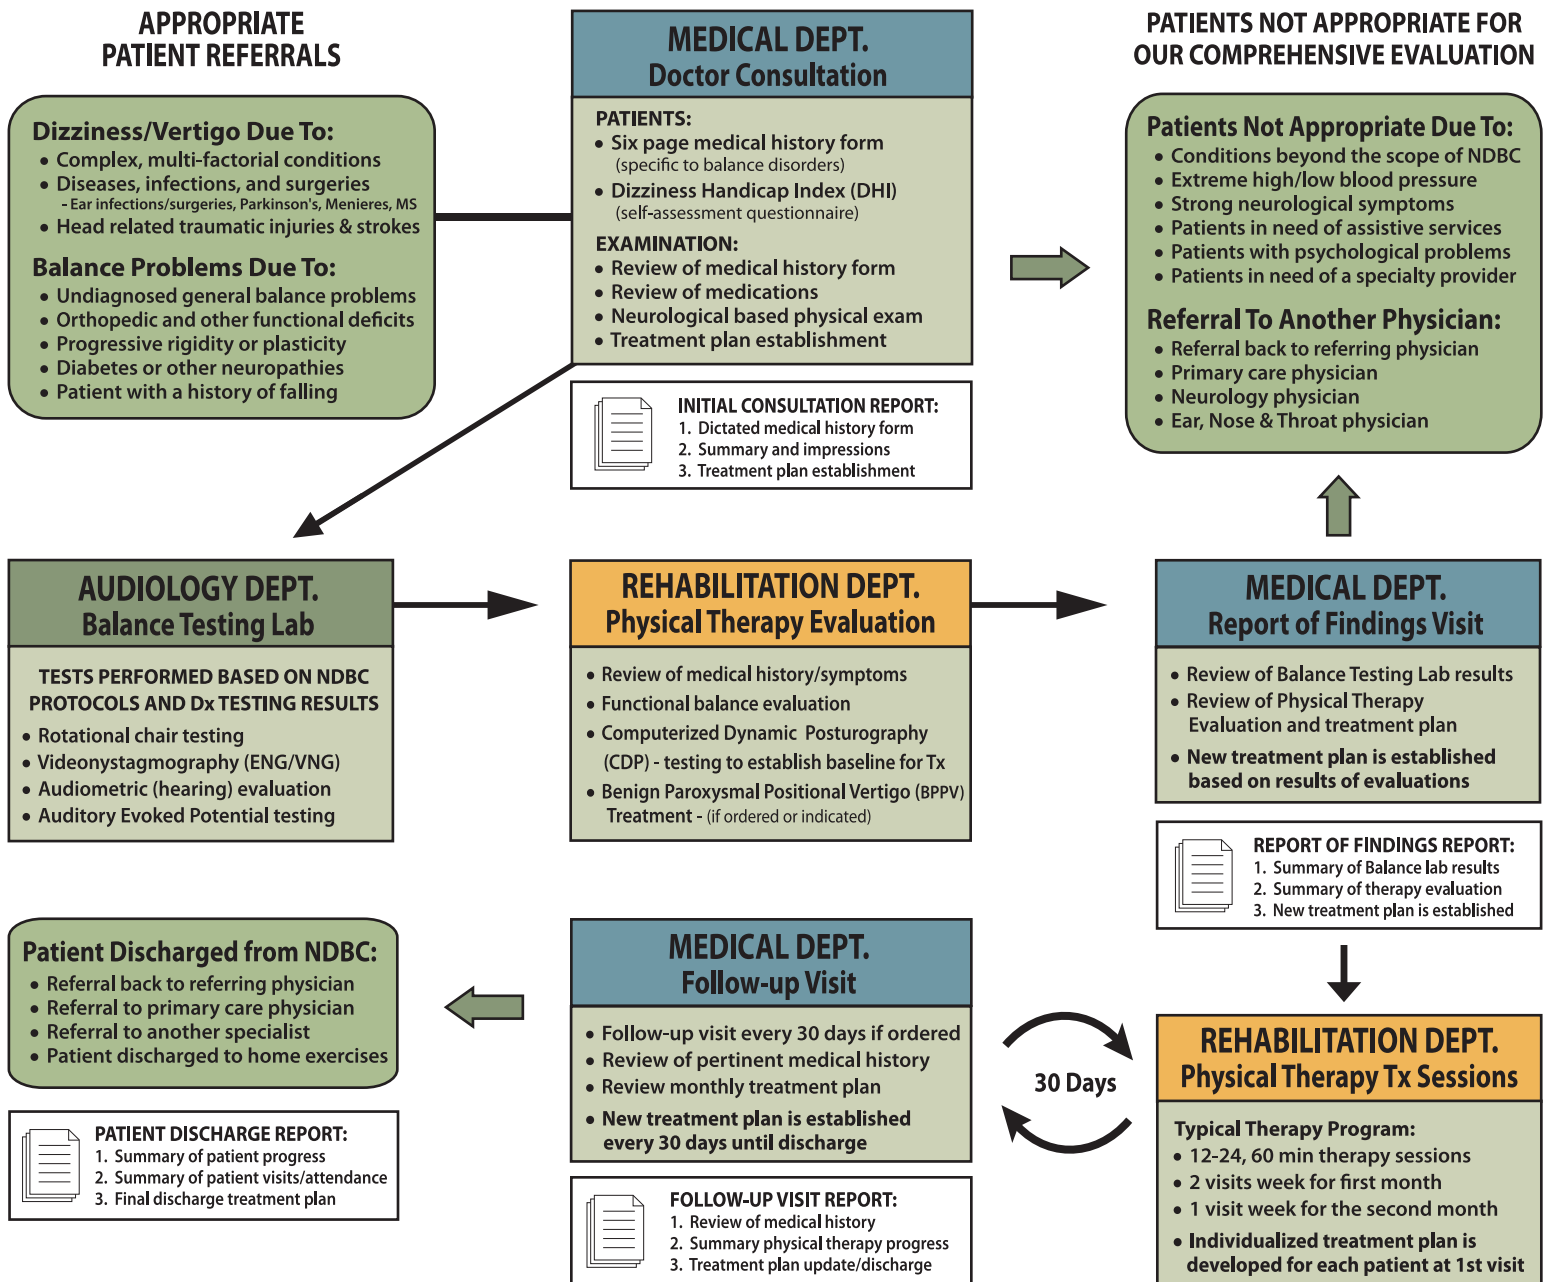 APPROPRIATE
PATIENT REFERRALS
Dizziness/Vertigo Due To:
• Complex, multi-factorial conditions
• Diseases, infections, and surgeries
- Ear infections/surgeries, Parkinson's, Menieres, MS
• Head related traumatic injuries & strokes
Balance Problems Due To:
• Undiagnosed general balance problems
• Orthopedic and other functional deficits
• Progressive rigidity or plasticity
• Diabetes or other neuropathies
• Patient with a history of falling
MEDICAL DEPT.
Doctor Consultation
PATIENTS:
• Six page medical history form
(specific to balance disorders)
• Dizziness Handicap Index (DHI)
(self-assessment questionnaire)
EXAMINATION:
• Review of medical history form
• Review of medications
• Neurological based physical exam
• Treatment plan establishment
INITIAL CONSULTATION REPORT:
1. Dictated medical history form
2. Summary and impressions
3. Treatment plan establishment
PATIENTS NOT APPROPRIATE FOR
OUR COMPREHENSIVE EVALUATION
Patients Not Appropriate Due To:
• Conditions beyond the scope of NDBC
• Extreme high/low blood pressure
• Strong neurological symptoms
• Patients in need of assistive services
• Patients with psychological problems
• Patients in need of a specialty provider
Referral To Another Physician:
• Referral back to referring physician
• Primary care physician
• Neurology physician
• Ear, Nose & Throat physician
AUDIOLOGY DEPT.
Balance Testing Lab
TESTS PERFORMED BASED ON NDBC
PROTOCOLS AND Dx TESTING RESULTS
• Rotational chair testing
• Videonystagmography (ENG/VNG)
• Audiometric (hearing) evaluation
• Auditory Evoked Potential testing
REHABILITATION DEPT.
Physical Therapy Evaluation
• Review of medical history/symptoms
• Functional balance evaluation
• Computerized Dynamic Posturography
(CDP) - testing to establish baseline for Tx
• Benign Paroxysmal Positional Vertigo (BPPV)
Treatment - (if ordered or indicated)
MEDICAL DEPT.
Report of Findings Visit
• Review of Balance Testing Lab results
• Review of Physical Therapy
Evaluation and treatment plan
• New treatment plan is established
based on results of evaluations
REPORT OF FINDINGS REPORT:
1. Summary of Balance lab results
2. Summary of therapy evaluation
3. New treatment plan is established
Patient Discharged from NDBC:
• Referral back to referring physician
• Referral to primary care physician
• Referral to another specialist
• Patient discharged to home exercises
PATIENT DISCHARGE REPORT:
1. Summary of patient progress
2. Summary of patient visits/attendance
3. Final discharge treatment plan
MEDICAL DEPT.
Follow-up Visit
• Follow-up visit every 30 days if ordered
• Review of pertinent medical history
• Review monthly treatment plan
• New treatment plan is established
every 30 days until discharge
FOLLOW-UP VISIT REPORT:
1. Review of medical history
2. Summary physical therapy progress
3. Treatment plan update/discharge
30 Days
REHABILITATION DEPT.
Physical Therapy Tx Sessions
Typical Therapy Program:
• 12-24, 60 min therapy sessions
• 2 visits week for first month
• 1 visit week for the second month
• Individualized treatment plan is
developed for each patient at 1st visit